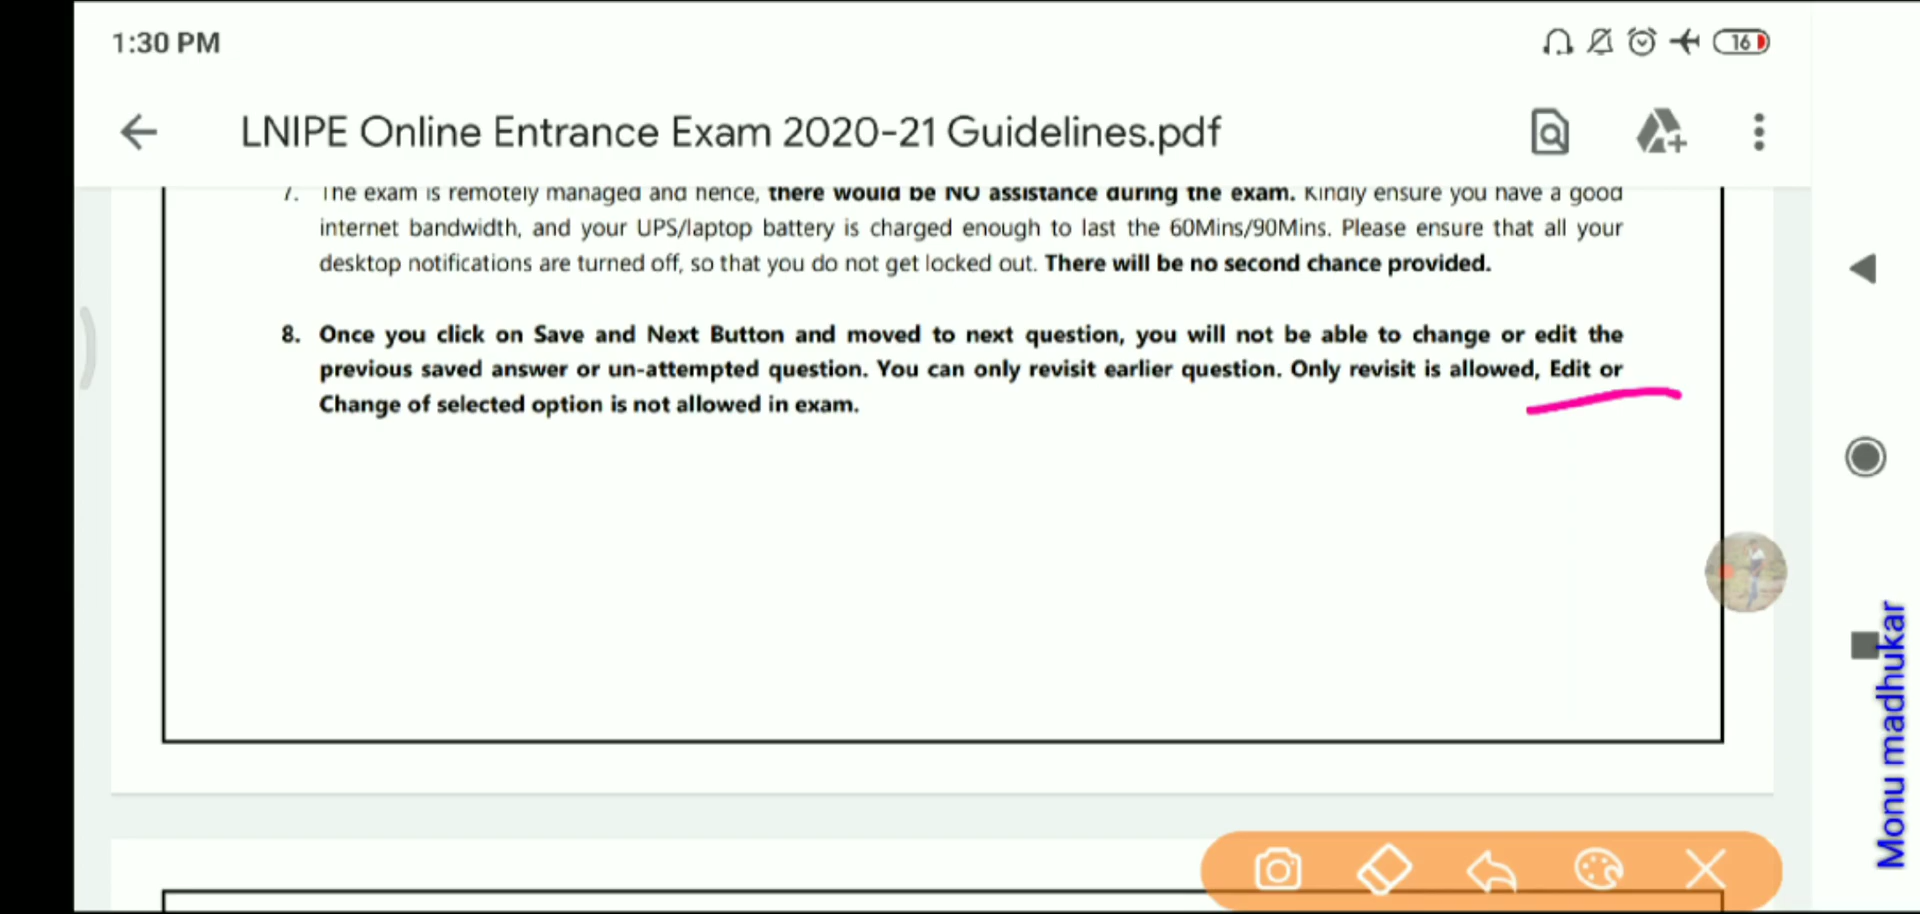 1:30 PM
16
LNIPE Online Entrance Exam 2020-21 Guidelines.pdf
7. The exam is remotely managed and hence, there would be NO assistance during the exam. Kindly ensure you have a good
internet bandwidth, and your UPS/laptop battery is charged enough to last the 60Mins/90Mins. Please ensure that all your
desktop notifications are turned off, so that you do not get locked out. There will be no second chance provided.
8. Once you click on Save and Next Button and moved to next question, you will not be able to change or edit the
previous saved answer or un-attempted question. You can only revisit earlier question. Only revisit is allowed, Edit or
Change of selected option is not allowed in exam.
Monu madhukar